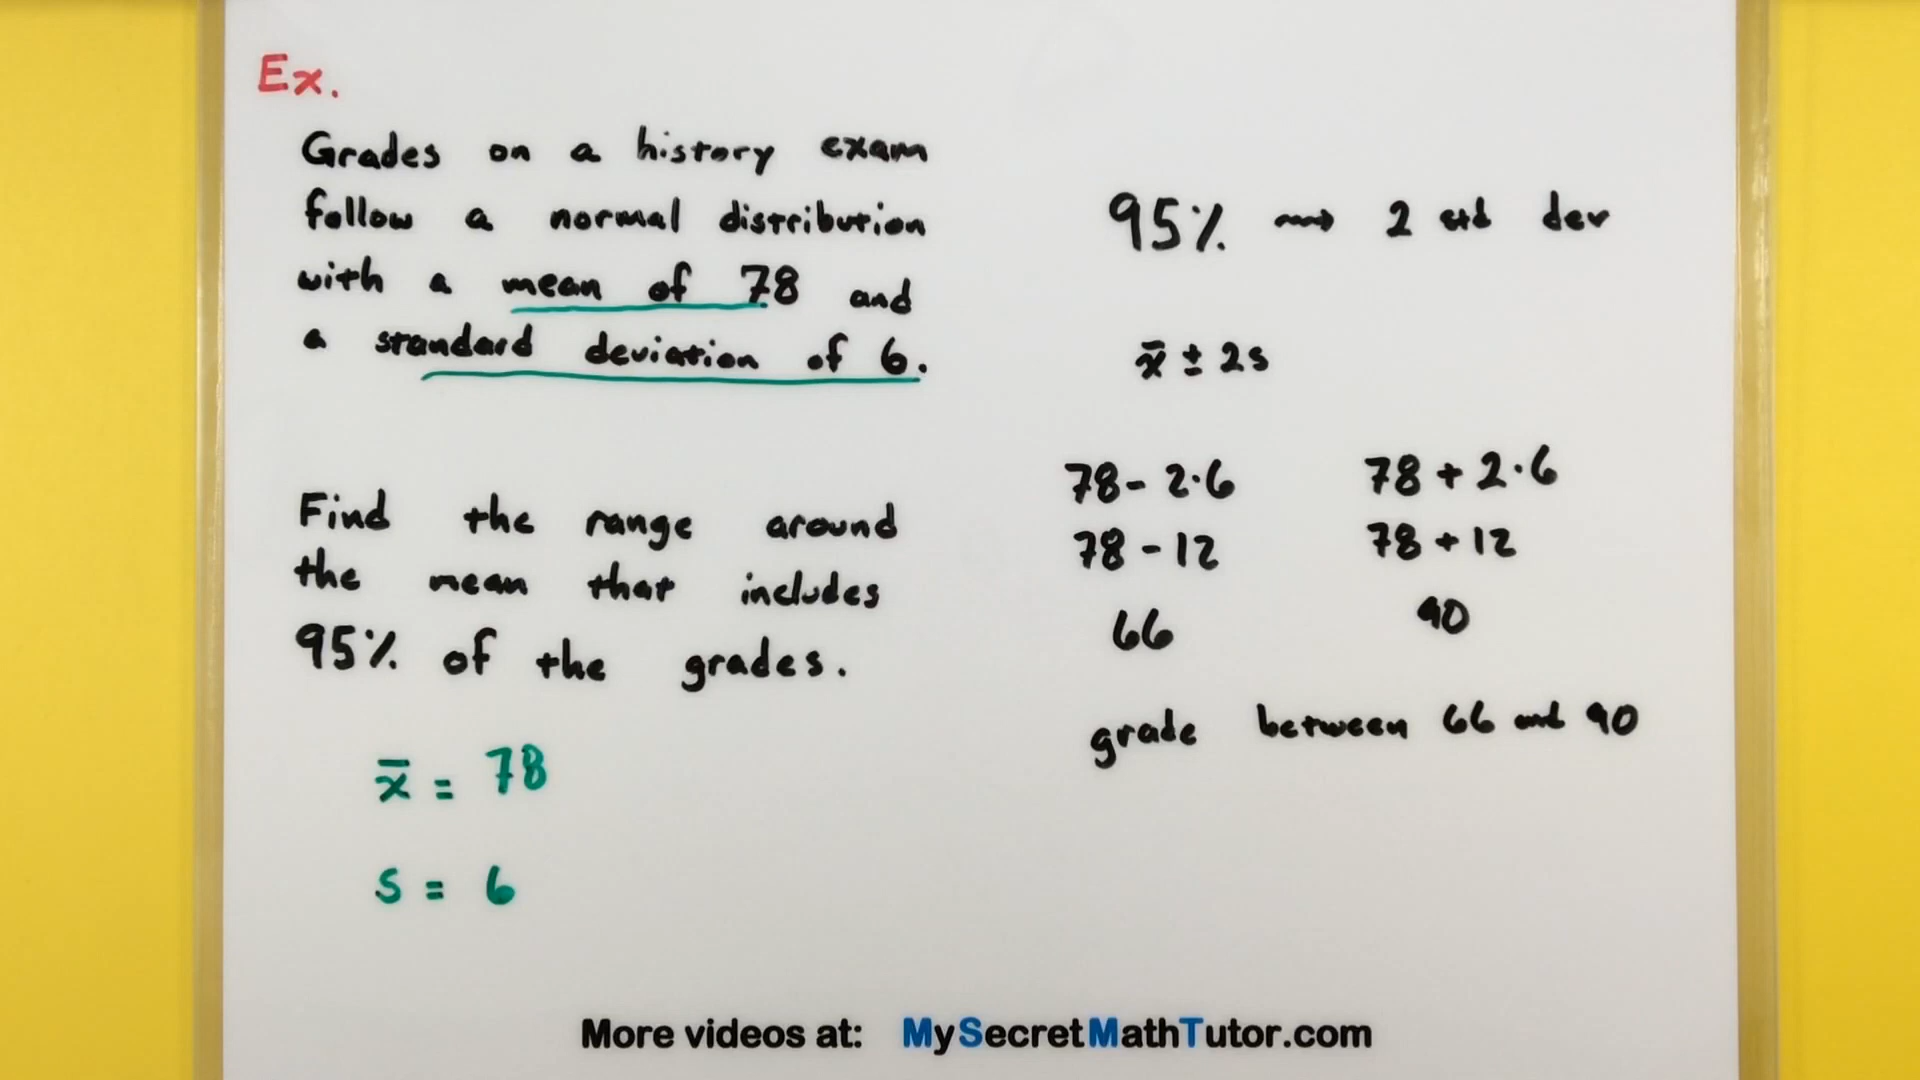 Ex.
Grades on a history exam
follow a normal distribution
with a mean of 78 and
a standard deviation of 6.
Find the range around
the mean that includes
95% of the grades.
x̄ = 78
s = 6
95% ⟿ 2 std dev
x̄ ± 2s
78 - 2·6
78 - 12
66
78 + 2·6
78 + 12
90
grade between 66 and 90
More videos at: MySecretMathTutor.com